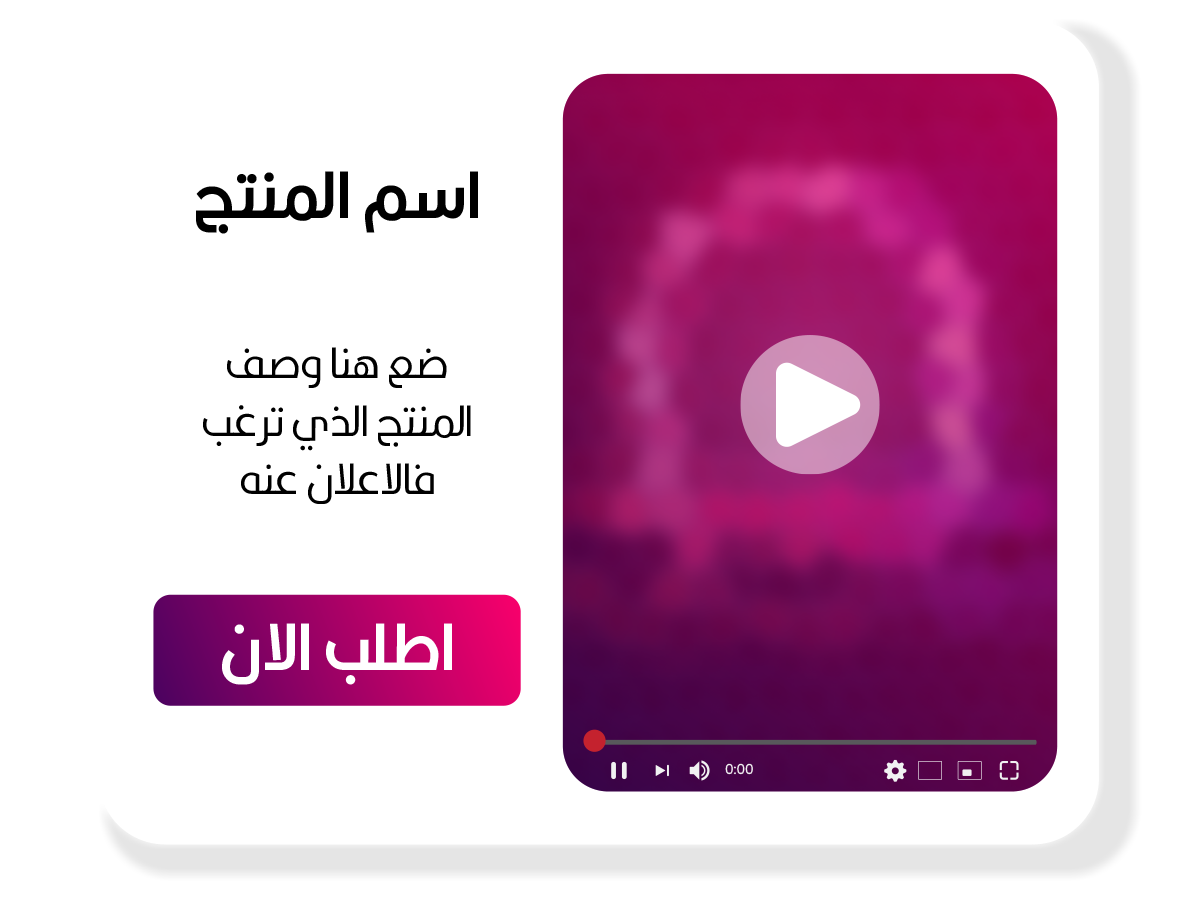 اسم المنتج
ضع هنا وصف
المنتج الذي ترغب
فالاعلان عنه
اطلب الان
0:00